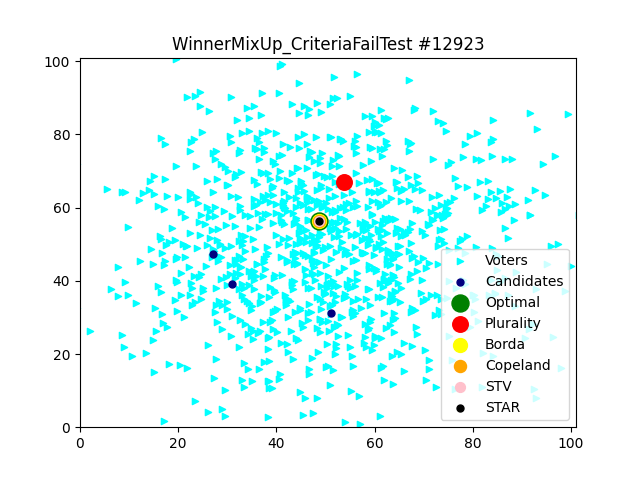 WinnerMixUp_CriteriaFailTest #12923
100
80
60
40
20
0
0 20 40 60 80 100
Voters
Candidates
Optimal
Plurality
Borda
Copeland
STV
STAR